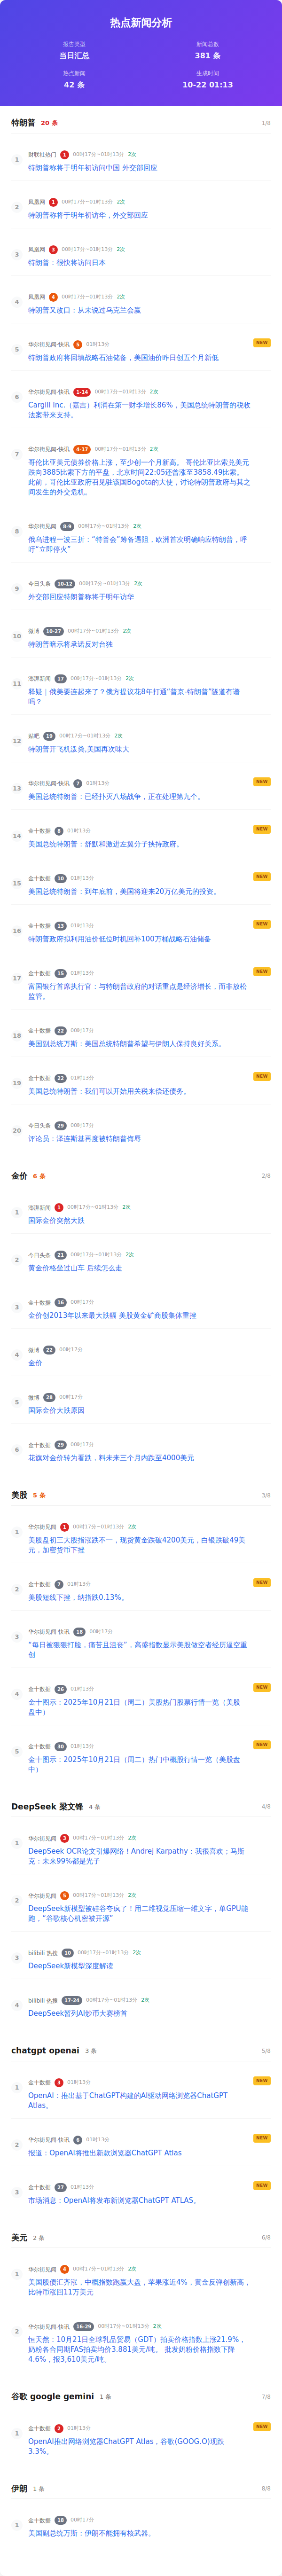 热点新闻分析
报告类型
当日汇总
新闻总数
381 条
热点新闻
42 条
生成时间
10-22 01:13
特朗普 20 条 1/8
1
财联社热门 1 00时17分~01时13分 2次
特朗普称将于明年初访问中国 外交部回应
2
凤凰网 1 00时17分~01时13分 2次
特朗普称将于明年初访华，外交部回应
3
凤凰网 3 00时17分~01时13分 2次
特朗普：很快将访问日本
4
凤凰网 4 00时17分~01时13分 2次
特朗普又改口：从未说过乌克兰会赢
5
华尔街见闻-快讯 5 01时13分 NEW
特朗普政府将回填战略石油储备，美国油价昨日创五个月新低
6
华尔街见闻-快讯 1-14 00时17分~01时13分 2次
Cargill Inc.（嘉吉）利润在第一财季增长86%，美国总统特朗普的税收
法案带来支持。
7
华尔街见闻-快讯 4-17 00时17分~01时13分 2次
哥伦比亚美元债券价格上涨，至少创一个月新高。 哥伦比亚比索兑美元
跌向3885比索下方的平盘，北京时间22:05还曾涨至3858.49比索。
此前，哥伦比亚政府召见驻该国Bogota的大使，讨论特朗普政府与其之
间发生的外交危机。
8
华尔街见闻 8-9 00时17分~01时13分 2次
俄乌进程一波三折：“特普会”筹备遇阻，欧洲首次明确响应特朗普，呼
吁“立即停火”
9
今日头条 10-12 00时17分~01时13分 2次
外交部回应特朗普称将于明年访华
10
微博 10-27 00时17分~01时13分 2次
特朗普暗示将承诺反对台独
11
澎湃新闻 17 00时17分~01时13分 2次
释疑｜俄美要连起来了？俄方提议花8年打通“普京-特朗普”隧道有谱
吗？
12
贴吧 19 00时17分~01时13分 2次
特朗普开飞机泼粪,美国再次味大
13
华尔街见闻-快讯 7 01时13分 NEW
美国总统特朗普：已经扑灭八场战争，正在处理第九个。
14
金十数据 8 01时13分 NEW
美国总统特朗普：舒默和激进左翼分子挟持政府。
15
金十数据 10 01时13分 NEW
美国总统特朗普：到年底前，美国将迎来20万亿美元的投资。
16
金十数据 13 01时13分 NEW
特朗普政府拟利用油价低位时机回补100万桶战略石油储备
17
金十数据 15 01时13分 NEW
富国银行首席执行官：与特朗普政府的对话重点是经济增长，而非放松
监管。
18
金十数据 22 00时17分
美国副总统万斯：美国总统特朗普希望与伊朗人保持良好关系。
19
金十数据 22 01时13分 NEW
美国总统特朗普：我们可以开始用关税来偿还债务。
20
今日头条 29 00时17分
评论员：泽连斯基再度被特朗普侮辱
金价 6 条 2/8
1
澎湃新闻 1 00时17分~01时13分 2次
国际金价突然大跌
2
今日头条 21 00时17分~01时13分 2次
黄金价格坐过山车 后续怎么走
3
金十数据 16 00时17分
金价创2013年以来最大跌幅 美股黄金矿商股集体重挫
4
微博 22 00时17分
金价
5
微博 28 00时17分
国际金价大跌原因
6
金十数据 29 00时17分
花旗对金价转为看跌，料未来三个月内跌至4000美元
美股 5 条 3/8
1
华尔街见闻 1 00时17分~01时13分 2次
美股盘初三大股指涨跌不一，现货黄金跌破4200美元，白银跌破49美
元，加密货币下挫
2
金十数据 7 01时13分 NEW
美股短线下挫，纳指跌0.13%。
3
华尔街见闻-快讯 18 00时17分
“每日被狠狠打脸，痛苦且沮丧”，高盛指数显示美股做空者经历返空重
创
4
金十数据 26 01时13分 NEW
金十图示：2025年10月21日（周二）美股热门股票行情一览（美股
盘中）
5
金十数据 30 01时13分 NEW
金十图示：2025年10月21日（周二）热门中概股行情一览（美股盘
中）
DeepSeek 梁文锋 4 条 4/8
1
华尔街见闻 3 00时17分~01时13分 2次
DeepSeek OCR论文引爆网络！Andrej Karpathy：我很喜欢；马斯
克：未来99%都是光子
2
华尔街见闻 5 00时17分~01时13分 2次
DeepSeek新模型被硅谷夸疯了！用二维视觉压缩一维文字，单GPU能
跑，“谷歌核心机密被开源”
3
bilibili 热搜 10 00时17分~01时13分 2次
DeepSeek新模型深度解读
4
bilibili 热搜 17-24 00时17分~01时13分 2次
DeepSeek暂列AI炒币大赛榜首
chatgpt openai 3 条 5/8
1
金十数据 3 01时13分 NEW
OpenAI：推出基于ChatGPT构建的AI驱动网络浏览器ChatGPT
Atlas。
2
华尔街见闻-快讯 6 01时13分 NEW
报道：OpenAI将推出新款浏览器ChatGPT Atlas
3
金十数据 27 01时13分 NEW
市场消息：OpenAI将发布新浏览器ChatGPT ATLAS。
美元 2 条 6/8
1
华尔街见闻 4 00时17分~01时13分 2次
美国股债汇齐涨，中概指数跑赢大盘，苹果涨近4%，黄金反弹创新高，
比特币涨回11万美元
2
华尔街见闻-快讯 16-29 00时17分~01时13分 2次
恒天然：10月21日全球乳品贸易（GDT）拍卖价格指数上涨21.9%，
奶粉各合同期FAS拍卖均价3.881美元/吨。 批发奶粉价格指数下降
4.6%，报3,610美元/吨。
谷歌 google gemini 1 条 7/8
1
金十数据 2 01时13分 NEW
OpenAI推出网络浏览器ChatGPT Atlas，谷歌(GOOG.O)现跌
3.3%。
伊朗 1 条 8/8
1
金十数据 18 00时17分
美国副总统万斯：伊朗不能拥有核武器。